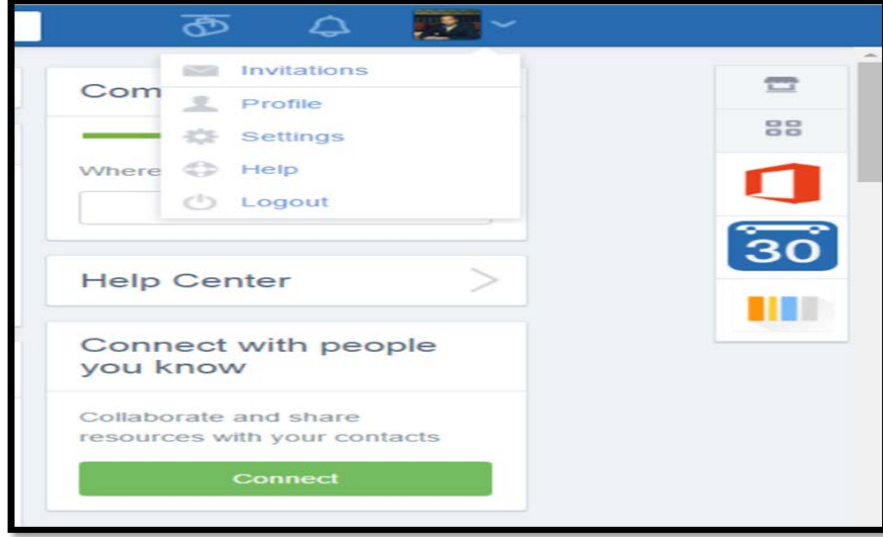 Invitations
Com
Profile
Settings
Where
Help
Logout
30
Help Center
Connect with people
you know
Collaborate and share
resources with your contacts
Connect